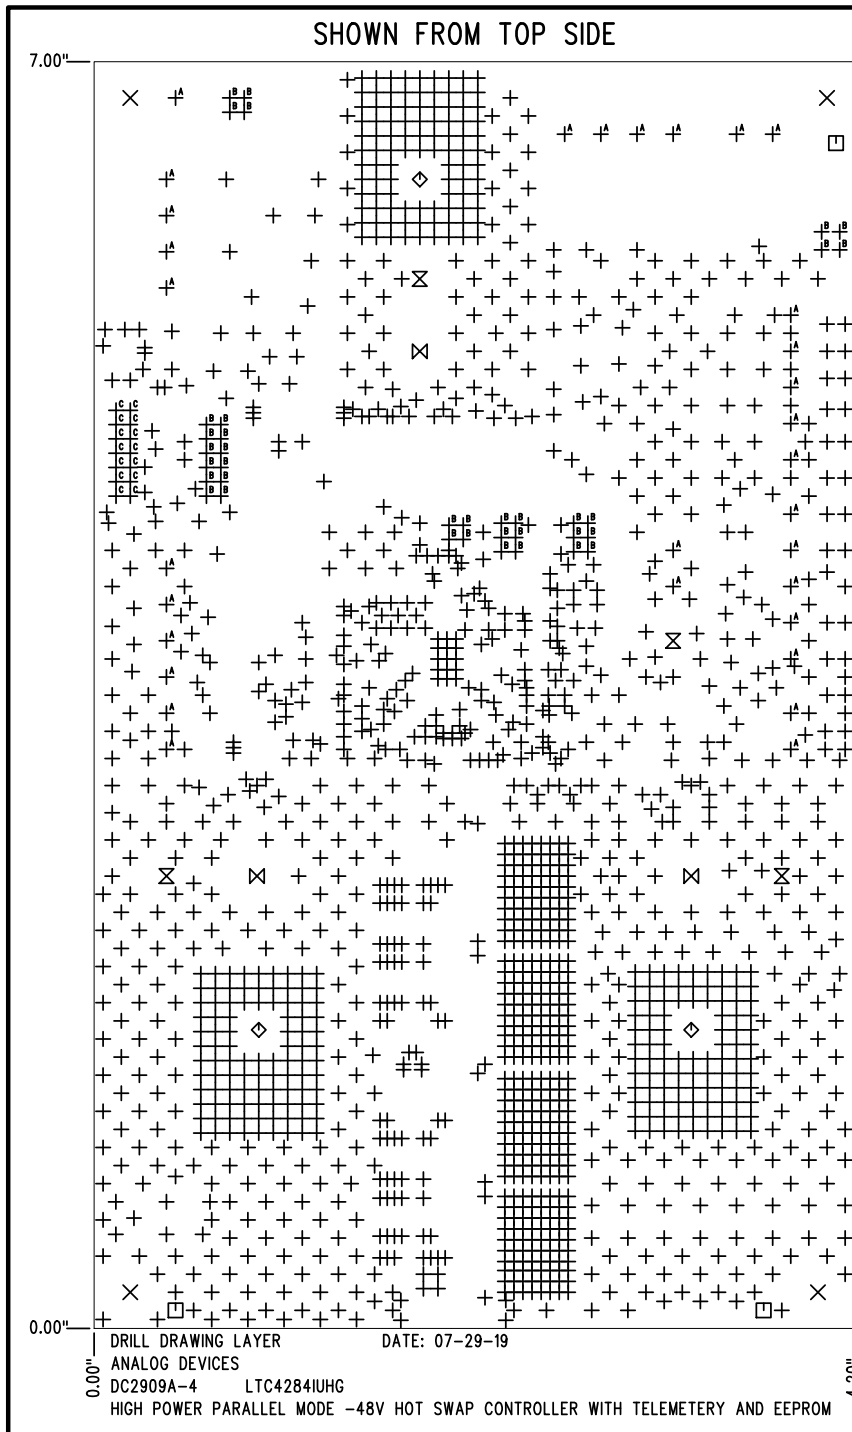 SHOWN FROM TOP SIDE
7.00"
0.00"
0.00"
DRILL DRAWING LAYER DATE: 07-29-19
ANALOG DEVICES
DC2909A-4 LTC4284IUHG
HIGH POWER PARALLEL MODE -48V HOT SWAP CONTROLLER WITH TELEMETERY AND EEPROM